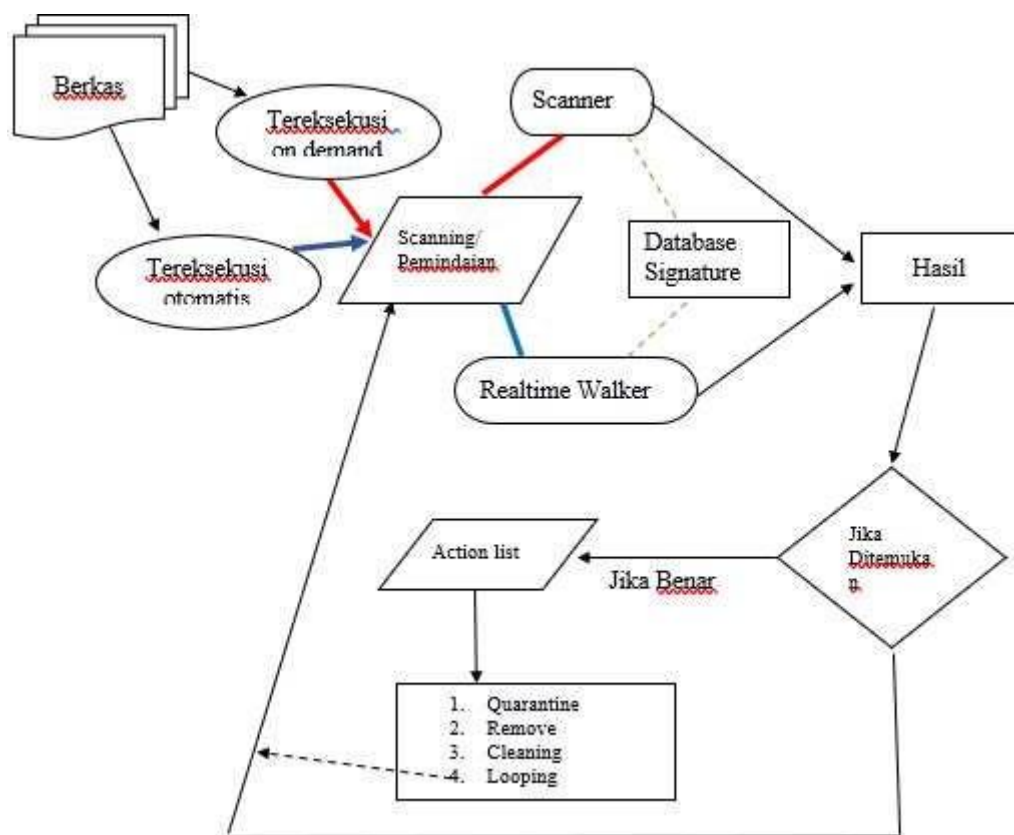 Berkas
Tereksekusi
on demand
Tereksekusi
otomatis
Scanning/
Pemindaian
Scanner
Database
Signature
Realtime Walker
Hasil
Jika
Ditemuka
n
Jika Benar
Action list
1. Quarantine
2. Remove
3. Cleaning
4. Looping